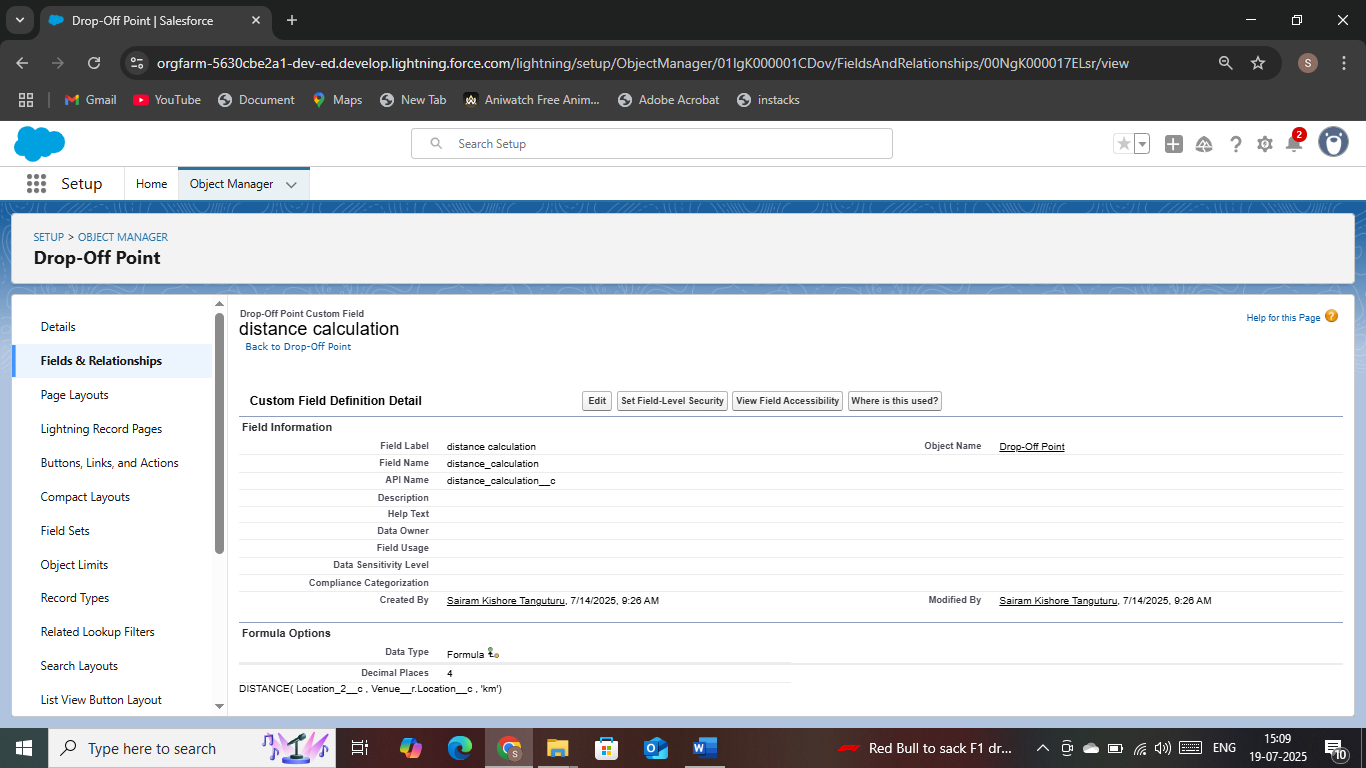 Drop-Off Point | Salesforce
orgfarm-5630cbe2a1-dev-ed.develop.lightning.force.com/lightning/setup/ObjectManager/01IgK000001CDov/FieldsAndRelationships/00NgK000017ELsr/view
S
Gmail YouTube Document Maps New Tab Aniwatch Free Anim... Adobe Acrobat instacks
Search Setup
2
Setup Home Object Manager
SETUP > OBJECT MANAGER
Drop-Off Point
Details
Fields & Relationships
Page Layouts
Lightning Record Pages
Buttons, Links, and Actions
Compact Layouts
Field Sets
Object Limits
Record Types
Related Lookup Filters
Search Layouts
List View Button Layout
Drop-Off Point Custom Field
distance calculation
Back to Drop-Off Point
Help for this Page
Custom Field Definition Detail Edit Set Field-Level Security View Field Accessibility Where is this used?
Field Information
Field Label distance calculation Object Name Drop-Off Point
Field Name distance_calculation
API Name distance_calculation__c
Description
Help Text
Data Owner
Field Usage
Data Sensitivity Level
Compliance Categorization
Created By Sairam Kishore Tanguturu, 7/14/2025, 9:26 AM Modified By Sairam Kishore Tanguturu, 7/14/2025, 9:26 AM
Formula Options
Data Type Formula
Decimal Places 4
DISTANCE( Location_2__c , Venue__r.Location__c , 'km')
Type here to search
Red Bull to sack F1 dr...
ENG
15:09
19-07-2025
10